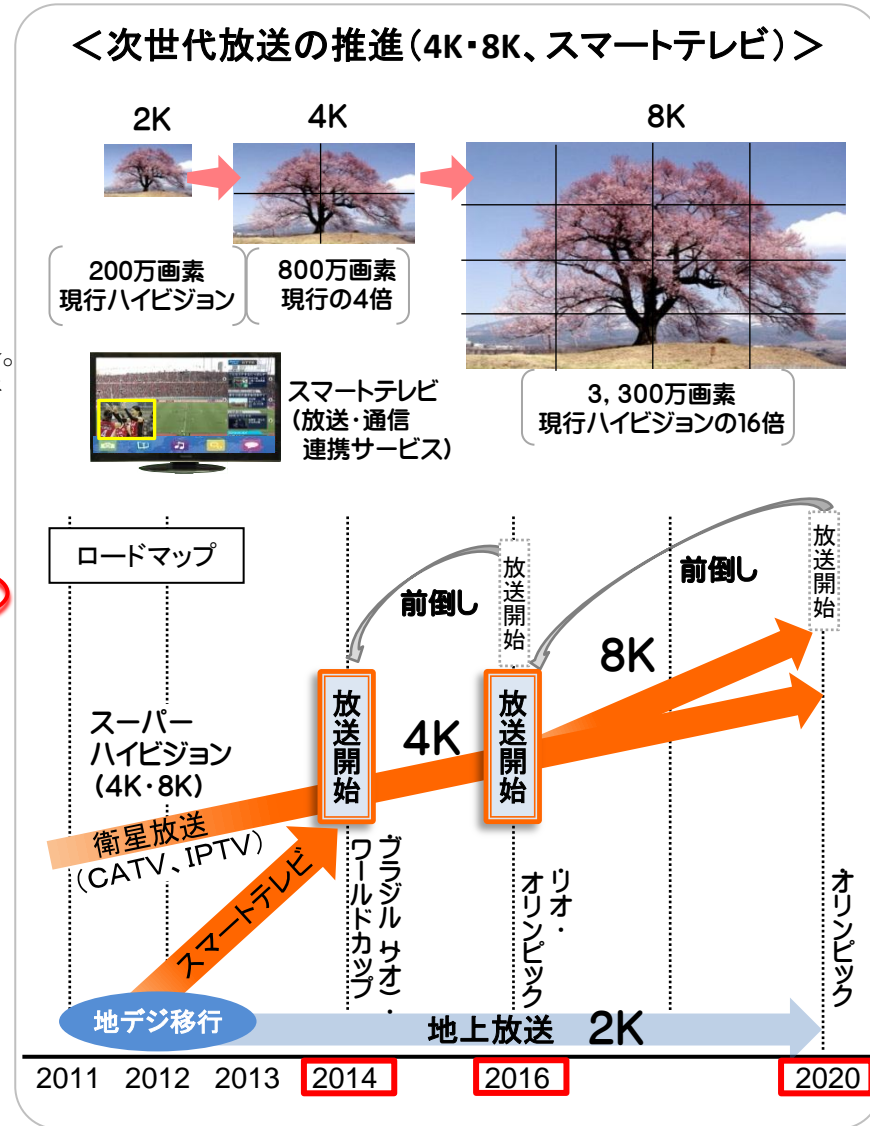 ＜次世代放送の推進（4K・8K、スマートテレビ）＞
2K
4K
8K
200万画素
現行ハイビジョン
800万画素
現行の4倍
3，300万画素
現行ハイビジョンの16倍
。
スマートテレビ
（放送・通信
連携サービス）
ロードマップ
前倒し
放送開始
前倒し
放送開始
8K
放送開始
4K
放送開始
スーパー
ハイビジョン
（4K・8K）
衛星放送
（CATV、IPTV）
スマートテレビ
ブラジル（サンパウロ）・
ワールドカップ
リオ・
オリンピック
オリンピック
地デジ移行
地上放送 2K
2011
2012
2013
2014
2016
2020